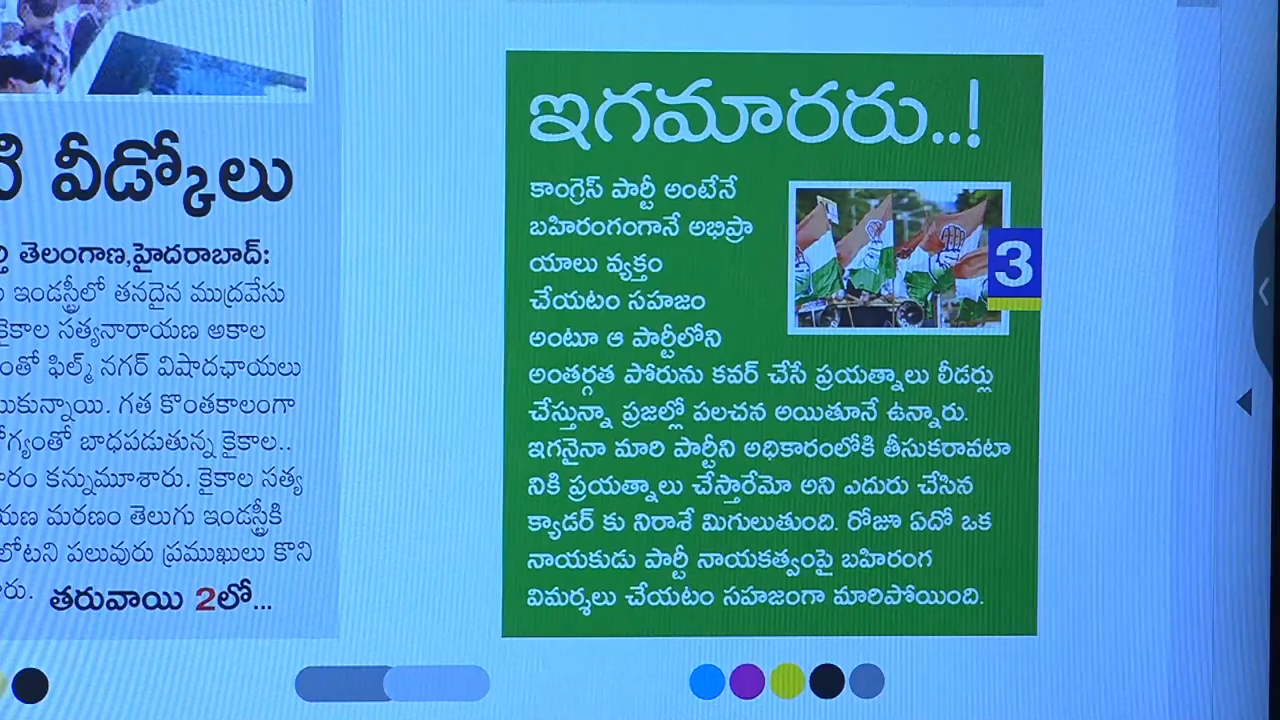 వీడ్కోలు
తెలంగాణ,హైదరాబాద్:
ఇండస్ట్రీలో తనదైన ముద్రవేసు
కైకాల సత్యనారాయణ అకాల
ఫిల్మ్ నగర్ విషాదఛాయలు
గత కొంతకాలంగా
బాధపడుతున్న కైకాల..
కన్నుమూశారు. కైకాల సత్య
మరణం తెలుగు ఇండస్ట్రీకి
పలువురు ప్రముఖులు కొని
తరువాయి 2లో...
ఇగమారరు..!
కాంగ్రెస్ పార్టీ అంటేనే
బహిరంగంగానే అభిప్రా
యాలు వ్యక్తం
చేయటం సహజం
అంటూ ఆ పార్టీలోని
అంతర్గత పోరును కవర్ చేసే ప్రయత్నాలు లీడర్లు
చేస్తున్నా ప్రజల్లో పలచన అయితూనే ఉన్నారు.
ఇగనైనా మారి పార్టీని అధికారంలోకి తీసుకరావటా
నికి ప్రయత్నాలు చేస్తారేమో అని ఎదురు చేసిన
క్యాడర్ కు నిరాశే మిగులుతుంది. రోజూ ఏదో ఒక
నాయకుడు పార్టీ నాయకత్వంపై బహిరంగ
విమర్శలు చేయటం సహజంగా మారిపోయింది.
3